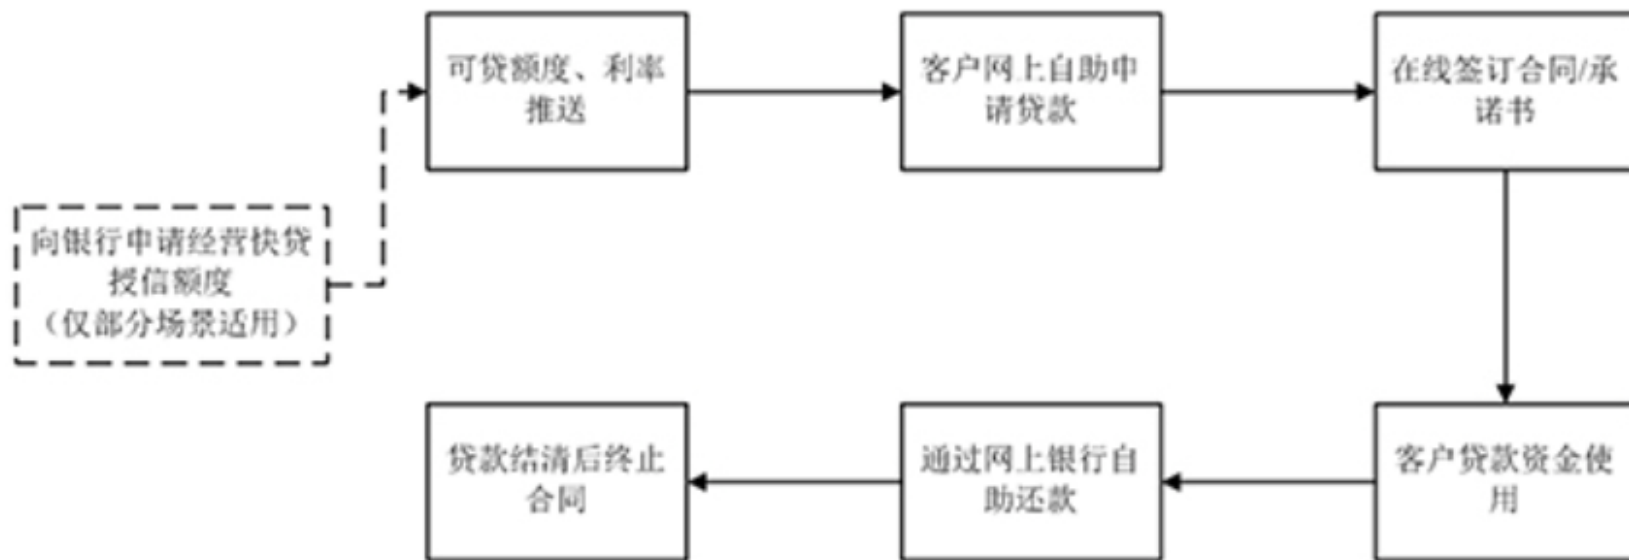 向银行申请经营快贷
授信额度
（仅部分场景适用）
可贷额度、利率
推送
客户网上自助申
请贷款
在线签订合同/承
诺书
客户贷款资金使
用
通过网上银行自
助还款
贷款结清后终止
合同